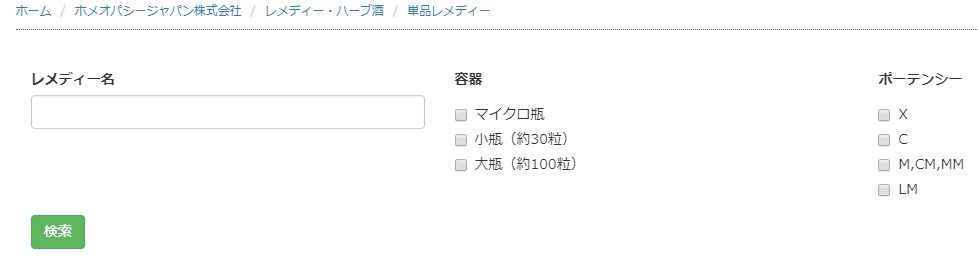 ホーム / ホメオパシージャパン株式会社 / レメディー・ハーブ酒 / 単品レメディー
レメディー名
容器
マイクロ瓶
小瓶（約30粒）
大瓶（約100粒）
ポーテンシー
X
C
M,CM,MM
LM
検索